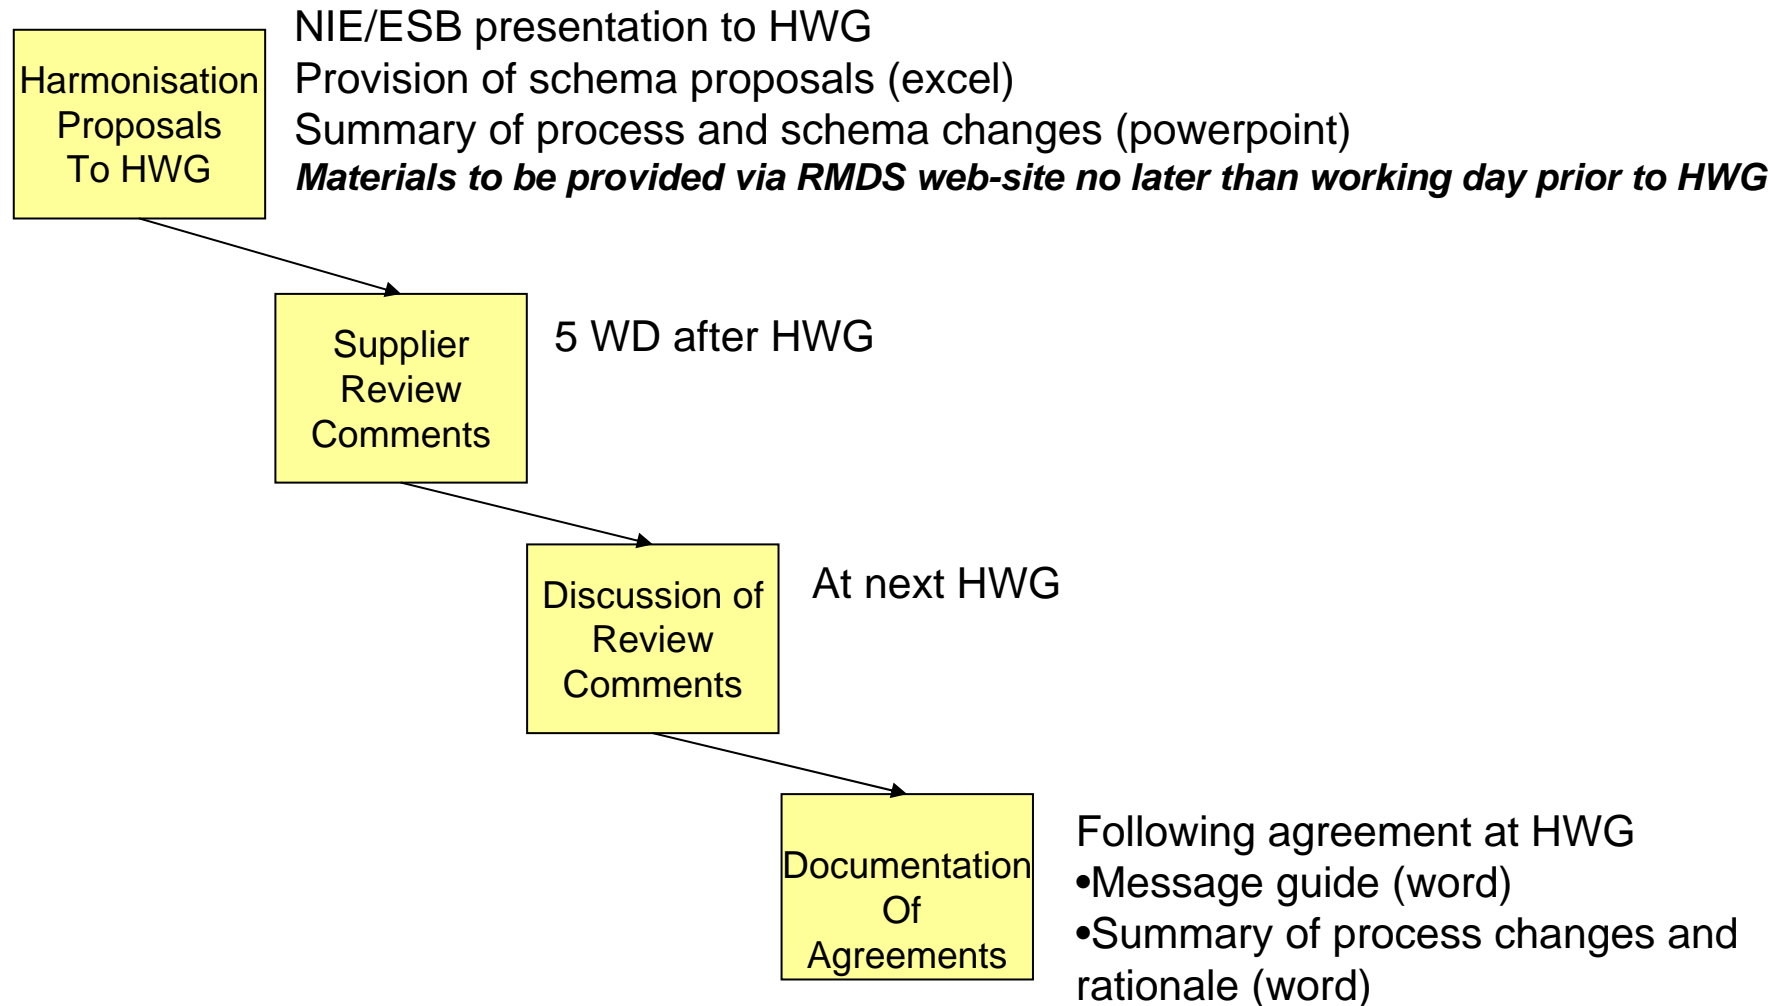 Harmonisation
Proposals
To HWG
NIE/ESB presentation to HWG
Provision of schema proposals (excel)
Summary of process and schema changes (powerpoint)
Materials to be provided via RMDS web-site no later than working day prior to HWG
Supplier
Review
Comments
5 WD after HWG
Discussion of
Review
Comments
At next HWG
Documentation
Of
Agreements
Following agreement at HWG
•Message guide (word)
•Summary of process changes and
rationale (word)